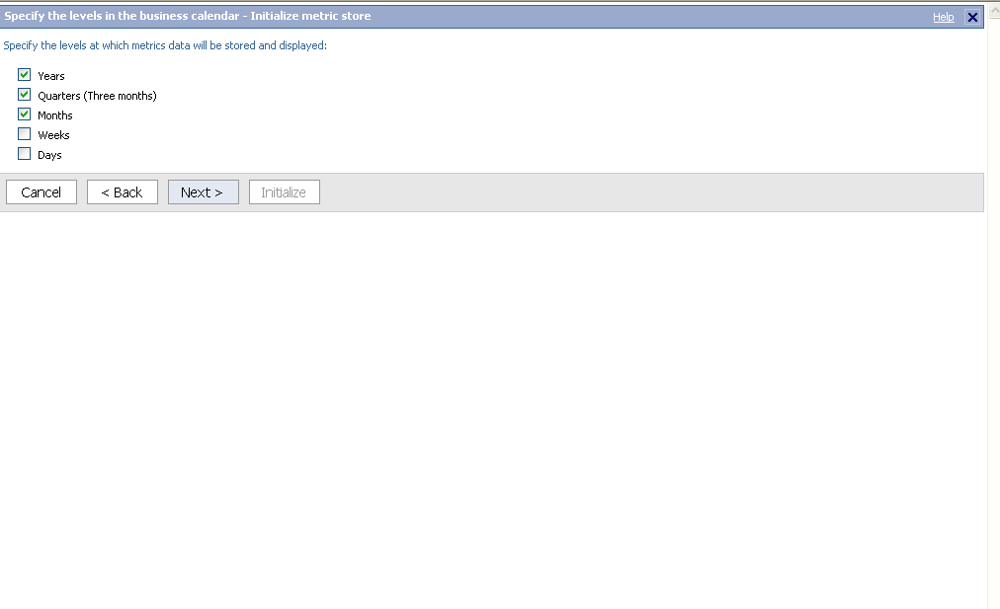 Specify the levels in the business calendar - Initialize metric store
Help
Specify the levels at which metrics data will be stored and displayed:
Years
Quarters (Three months)
Months
Weeks
Days
Cancel
< Back
Next >
Initialize